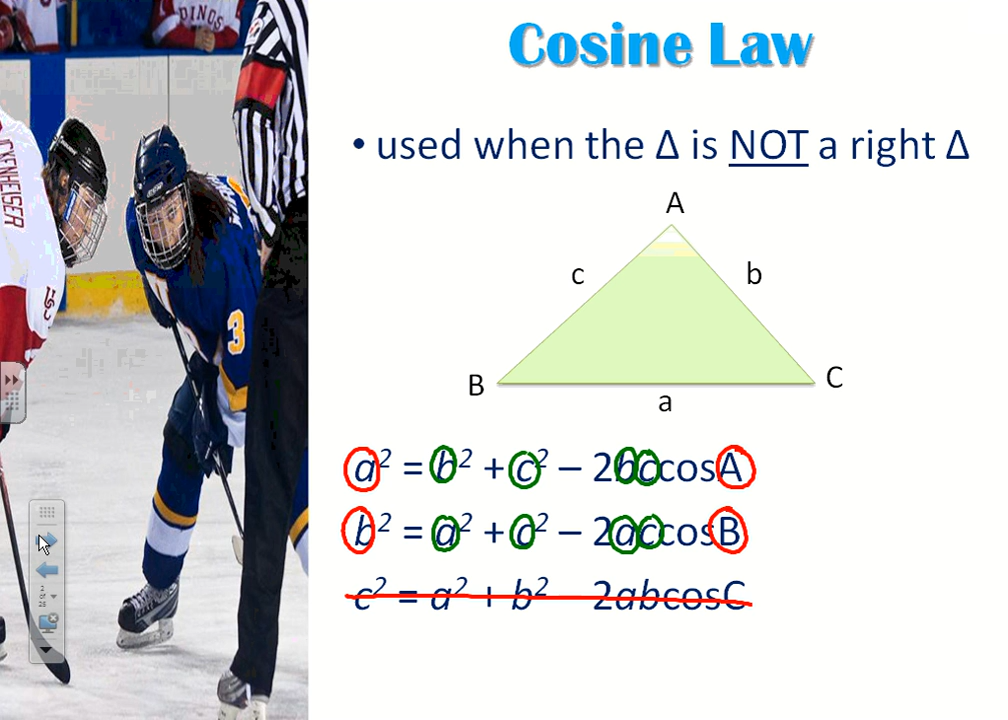 DINOS
WICKENHEISER
3
Cosine Law
• used when the Δ is NOT a right Δ
A
c b
B C
a
a² = b² + c² – 2bccosA
b² = a² + c² – 2accosB
c² = a² + b² – 2abcosC